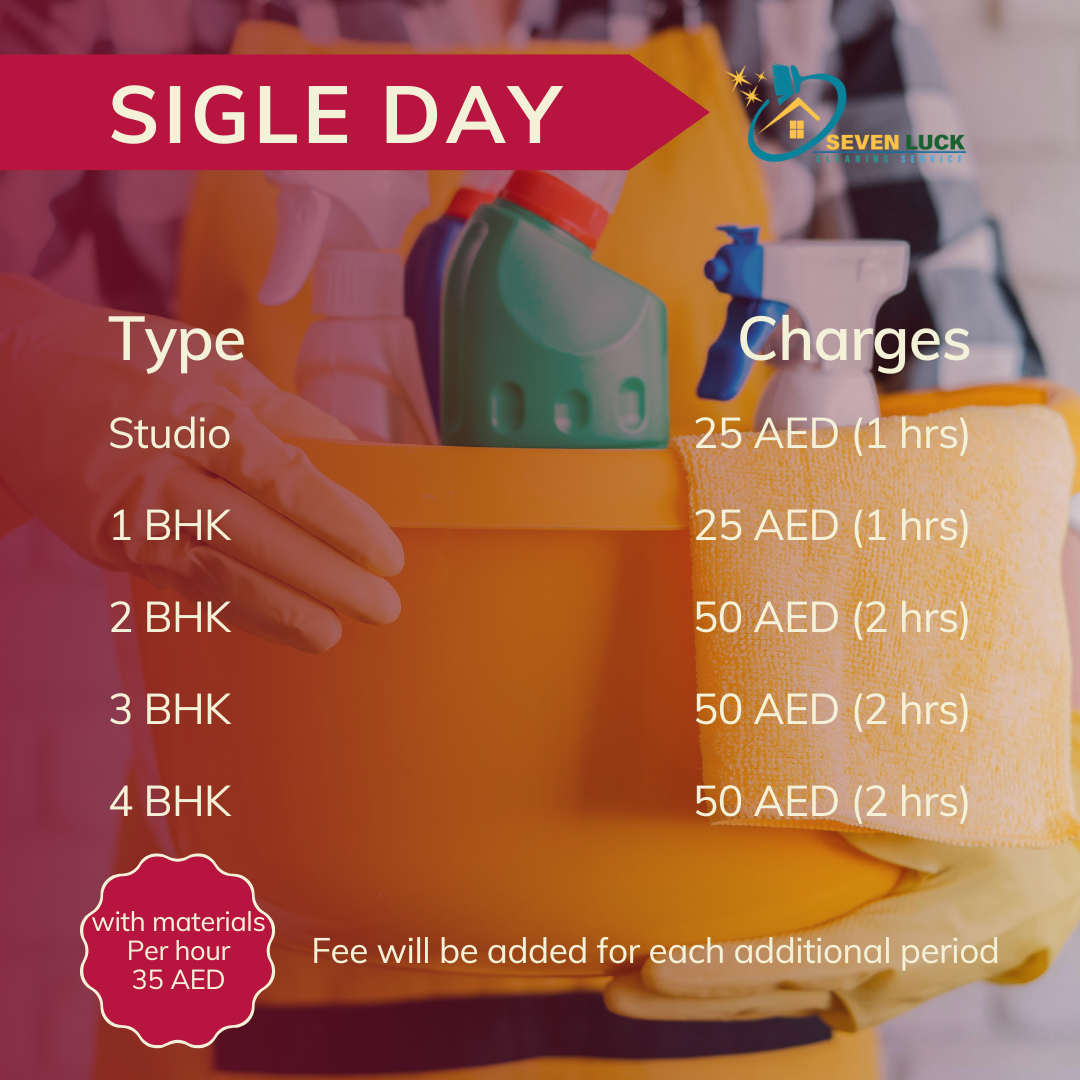 SIGLE DAY
SEVEN LUCK
CLEANING SERVICE
Type Charges
Studio 25 AED (1 hrs)
1 BHK 25 AED (1 hrs)
2 BHK 50 AED (2 hrs)
3 BHK 50 AED (2 hrs)
4 BHK 50 AED (2 hrs)
with materials
Per hour
35 AED
Fee will be added for each additional period